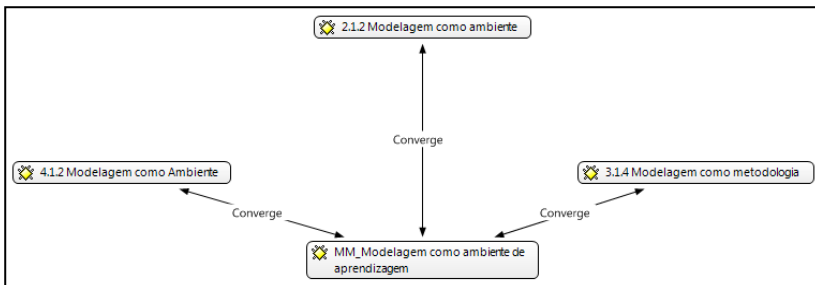 2.1.2 Modelagem como ambiente
Converge
4.1.2 Modelagem como Ambiente
3.1.4 Modelagem como metodologia
Converge
Converge
MM_Modelagem como ambiente de
aprendizagem